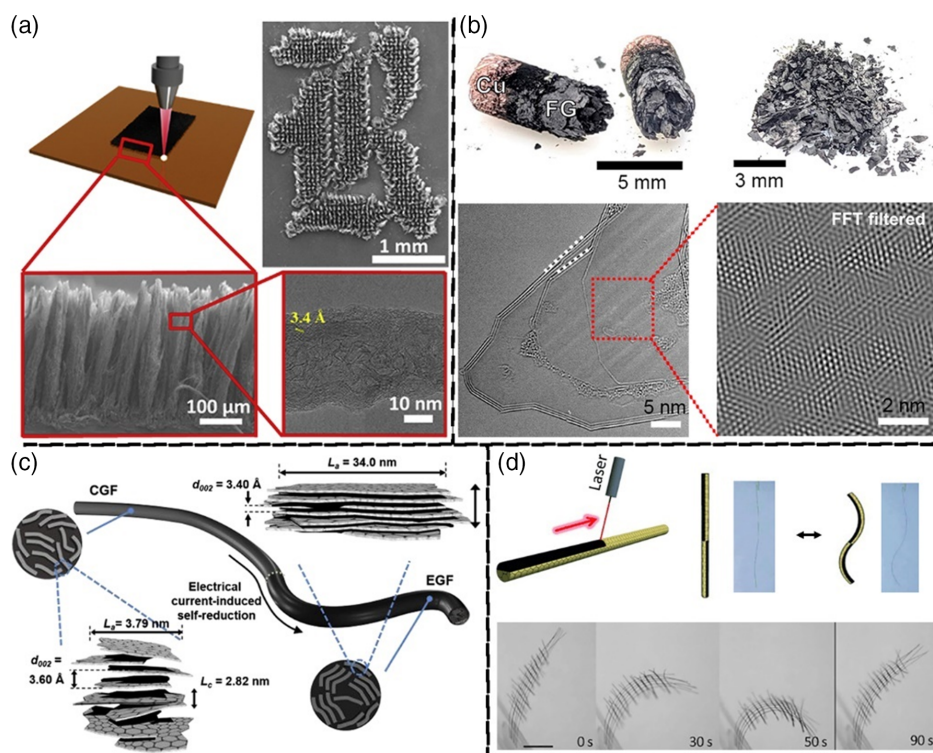 (a)
1 mm
3.4 Å
100 µm
10 nm
(b)
Cu
FG
5 mm
3 mm
FFT filtered
5 nm
2 nm
(c)
CGF
La = 34.0 nm
d002 = 3.40 Å
EGF
Electrical
current-induced
self-reduction
La = 3.79 nm
d002 =
3.60 Å
Lc = 2.82 nm
(d)
Laser
0 s
30 s
50 s
90 s